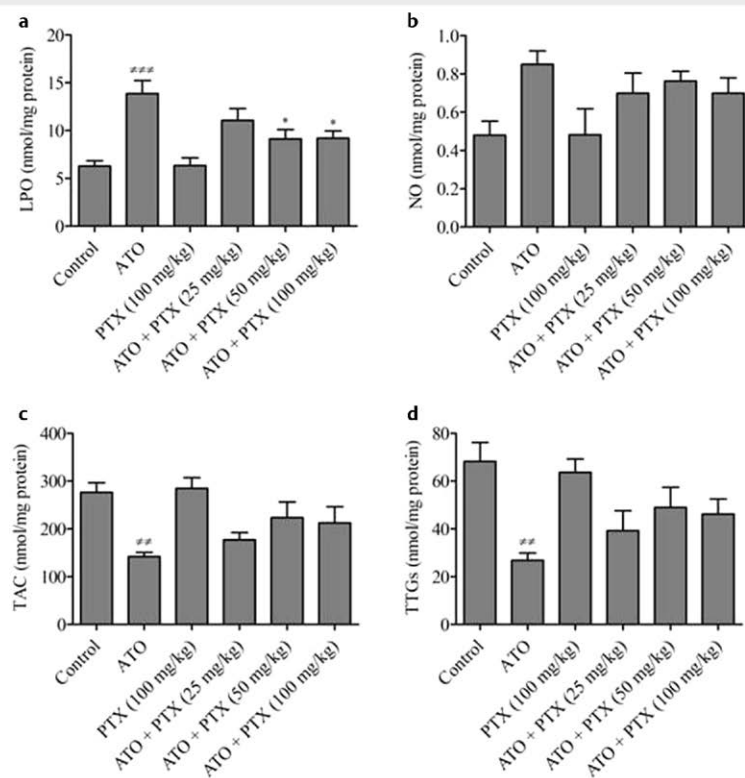 a
LPO (nmol/mg protein)
20
15
10
5
0
≠≠≠
*
*
Control
ATO
PTX (100 mg/kg)
ATO + PTX (25 mg/kg)
ATO + PTX (50 mg/kg)
ATO + PTX (100 mg/kg)
b
NO (nmol/mg protein)
1.0
0.8
0.6
0.4
0.2
0.0
Control
ATO
PTX (100 mg/kg)
ATO + PTX (25 mg/kg)
ATO + PTX (50 mg/kg)
ATO + PTX (100 mg/kg)
c
TAC (nmol/mg protein)
400
300
200
100
0
≠≠
Control
ATO
PTX (100 mg/kg)
ATO + PTX (25 mg/kg)
ATO + PTX (50 mg/kg)
ATO + PTX (100 mg/kg)
d
TTGs (nmol/mg protein)
80
60
40
20
0
≠≠
Control
ATO
PTX (100 mg/kg)
ATO + PTX (25 mg/kg)
ATO + PTX (50 mg/kg)
ATO + PTX (100 mg/kg)